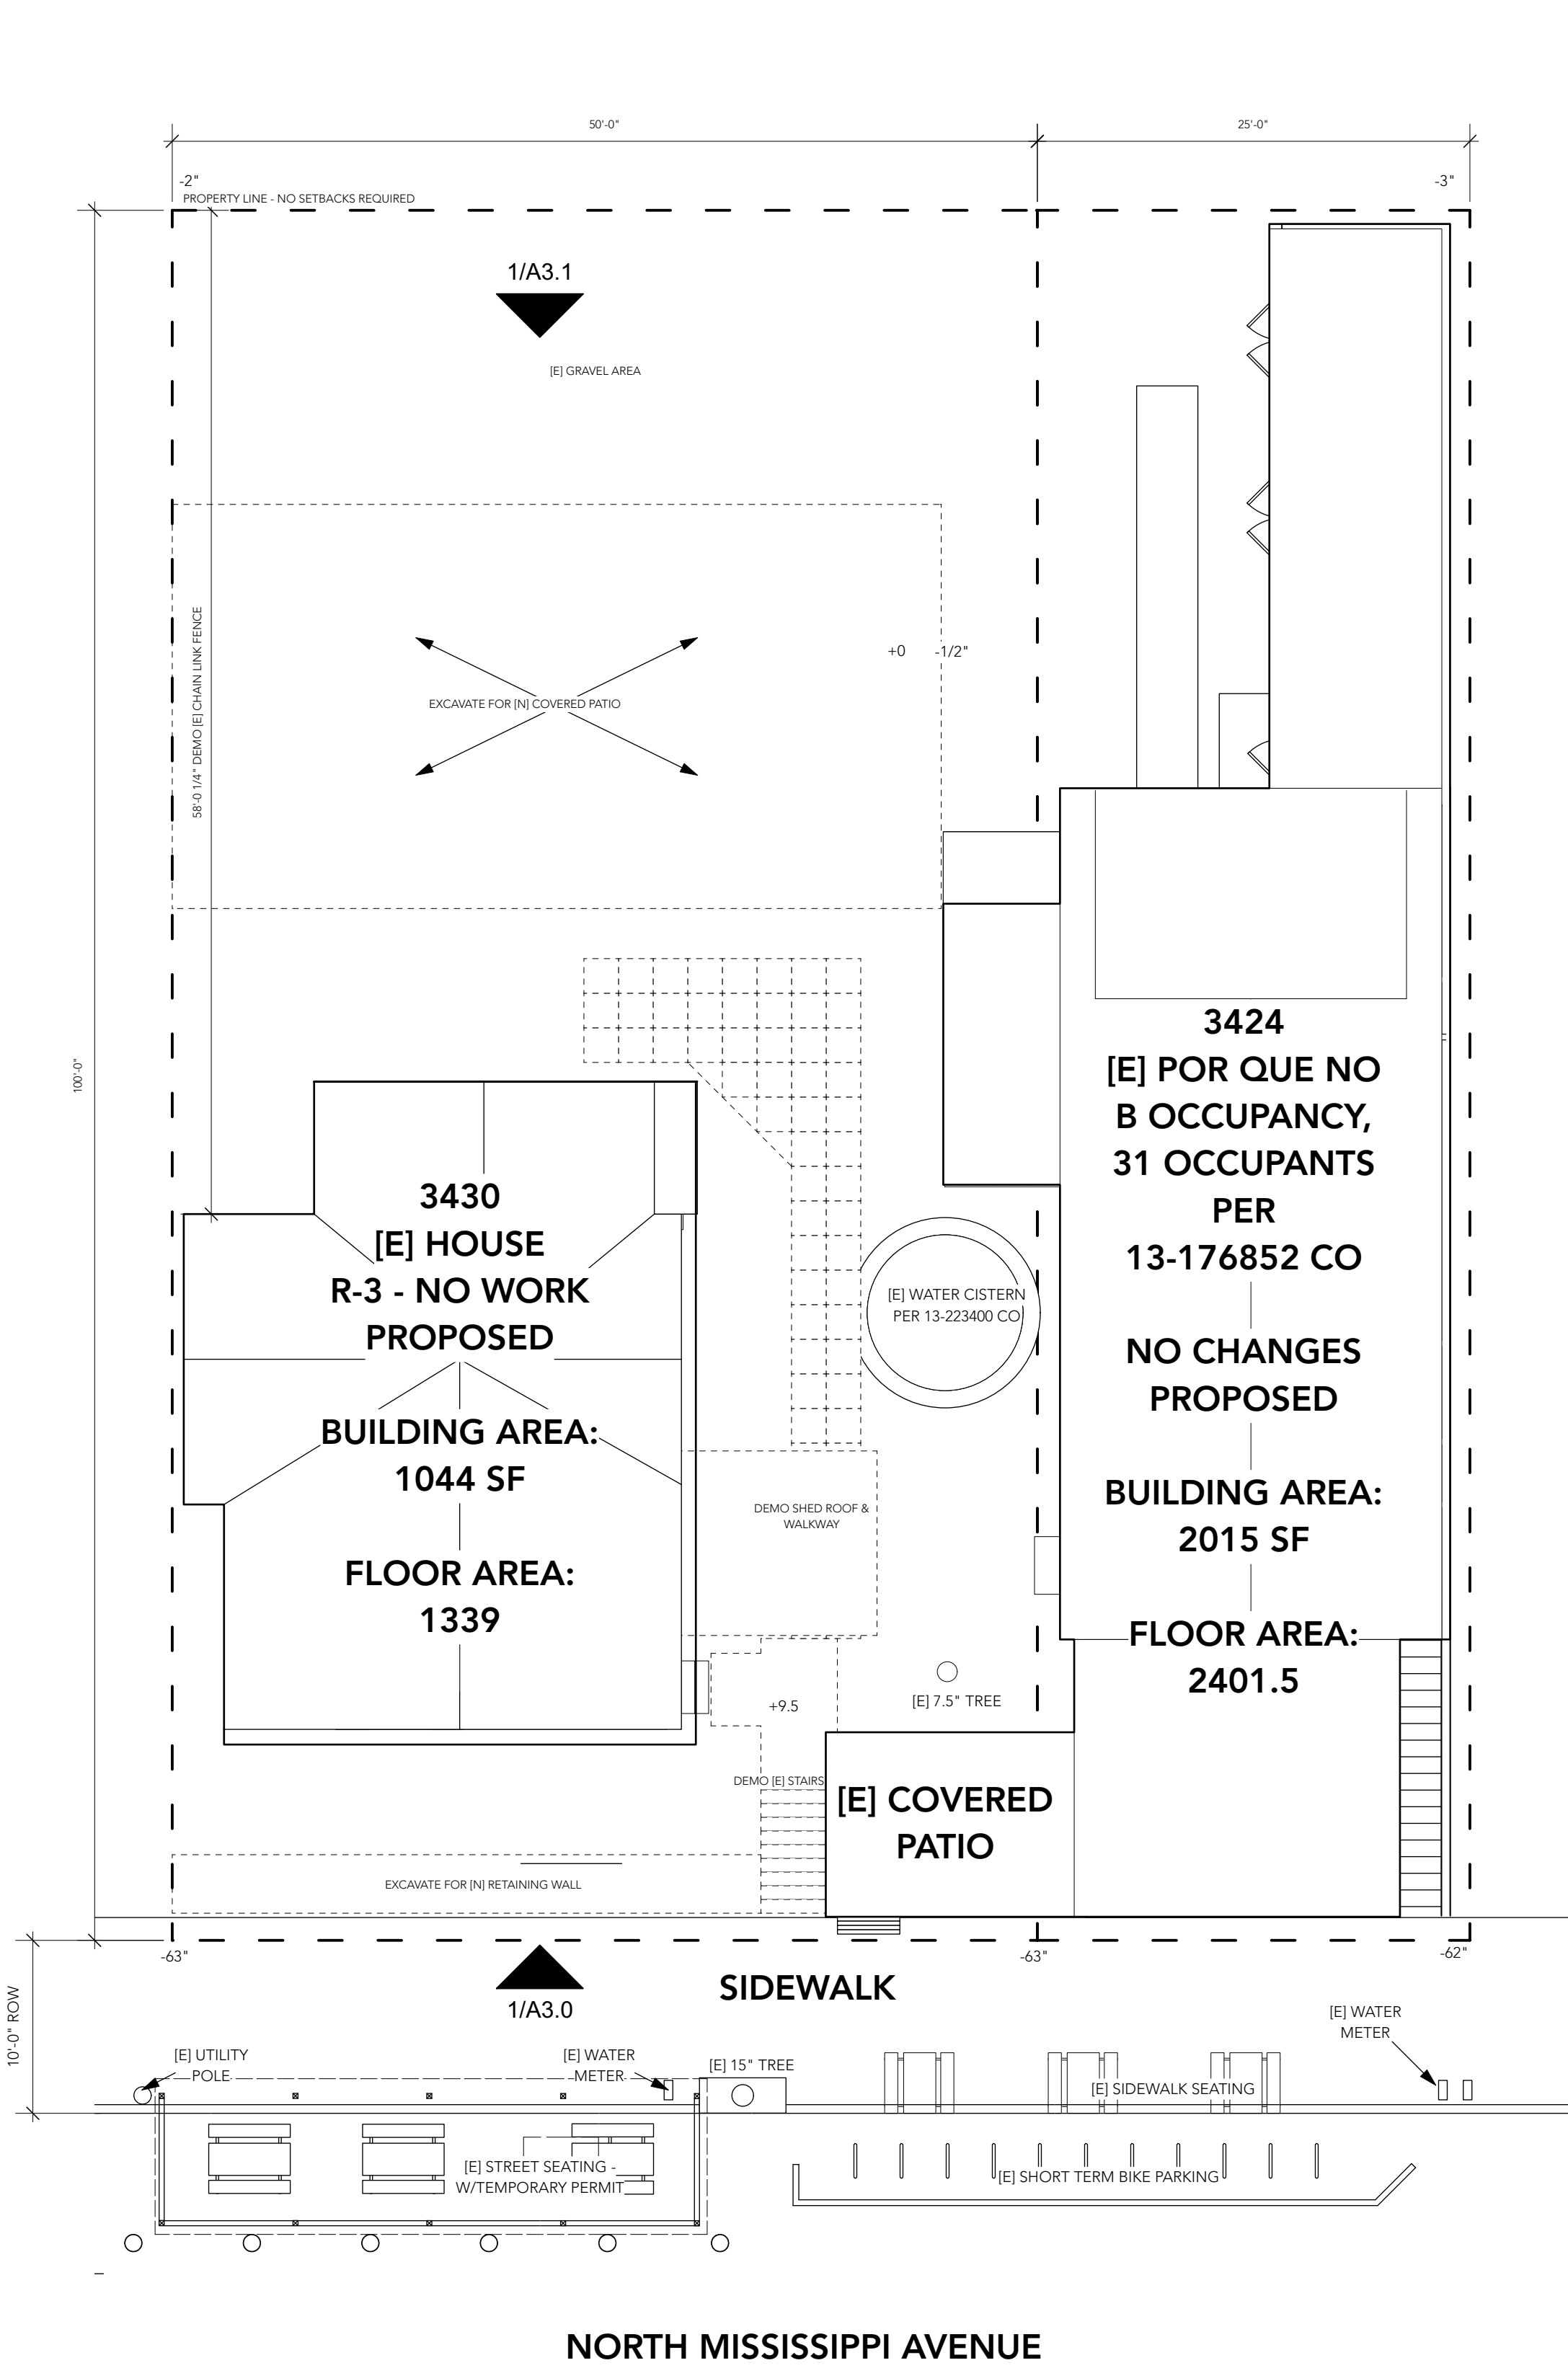 50'-0"
25'-0"
-2"
-3"
PROPERTY LINE - NO SETBACKS REQUIRED
1/A3.1
[E] GRAVEL AREA
58'-0 1/4" DEMO [E] CHAIN LINK FENCE
+0
-1/2"
EXCAVATE FOR [N] COVERED PATIO
100'-0"
3424
[E] POR QUE NO
B OCCUPANCY,
31 OCCUPANTS
PER
13-176852 CO
NO CHANGES
PROPOSED
BUILDING AREA:
2015 SF
FLOOR AREA:
2401.5
3430
[E] HOUSE
R-3 - NO WORK
PROPOSED
BUILDING AREA:
1044 SF
FLOOR AREA:
1339
[E] WATER CISTERN
PER 13-223400 CO
DEMO SHED ROOF &
WALKWAY
+9.5
[E] 7.5" TREE
DEMO [E] STAIRS
[E] COVERED
PATIO
EXCAVATE FOR [N] RETAINING WALL
-63"
-63"
-62"
1/A3.0
SIDEWALK
10'-0" ROW
[E] UTILITY
POLE
[E] WATER
METER
[E] 15" TREE
[E] WATER
METER
[E] SIDEWALK SEATING
[E] STREET SEATING -
W/TEMPORARY PERMIT
[E] SHORT TERM BIKE PARKING
NORTH MISSISSIPPI AVENUE